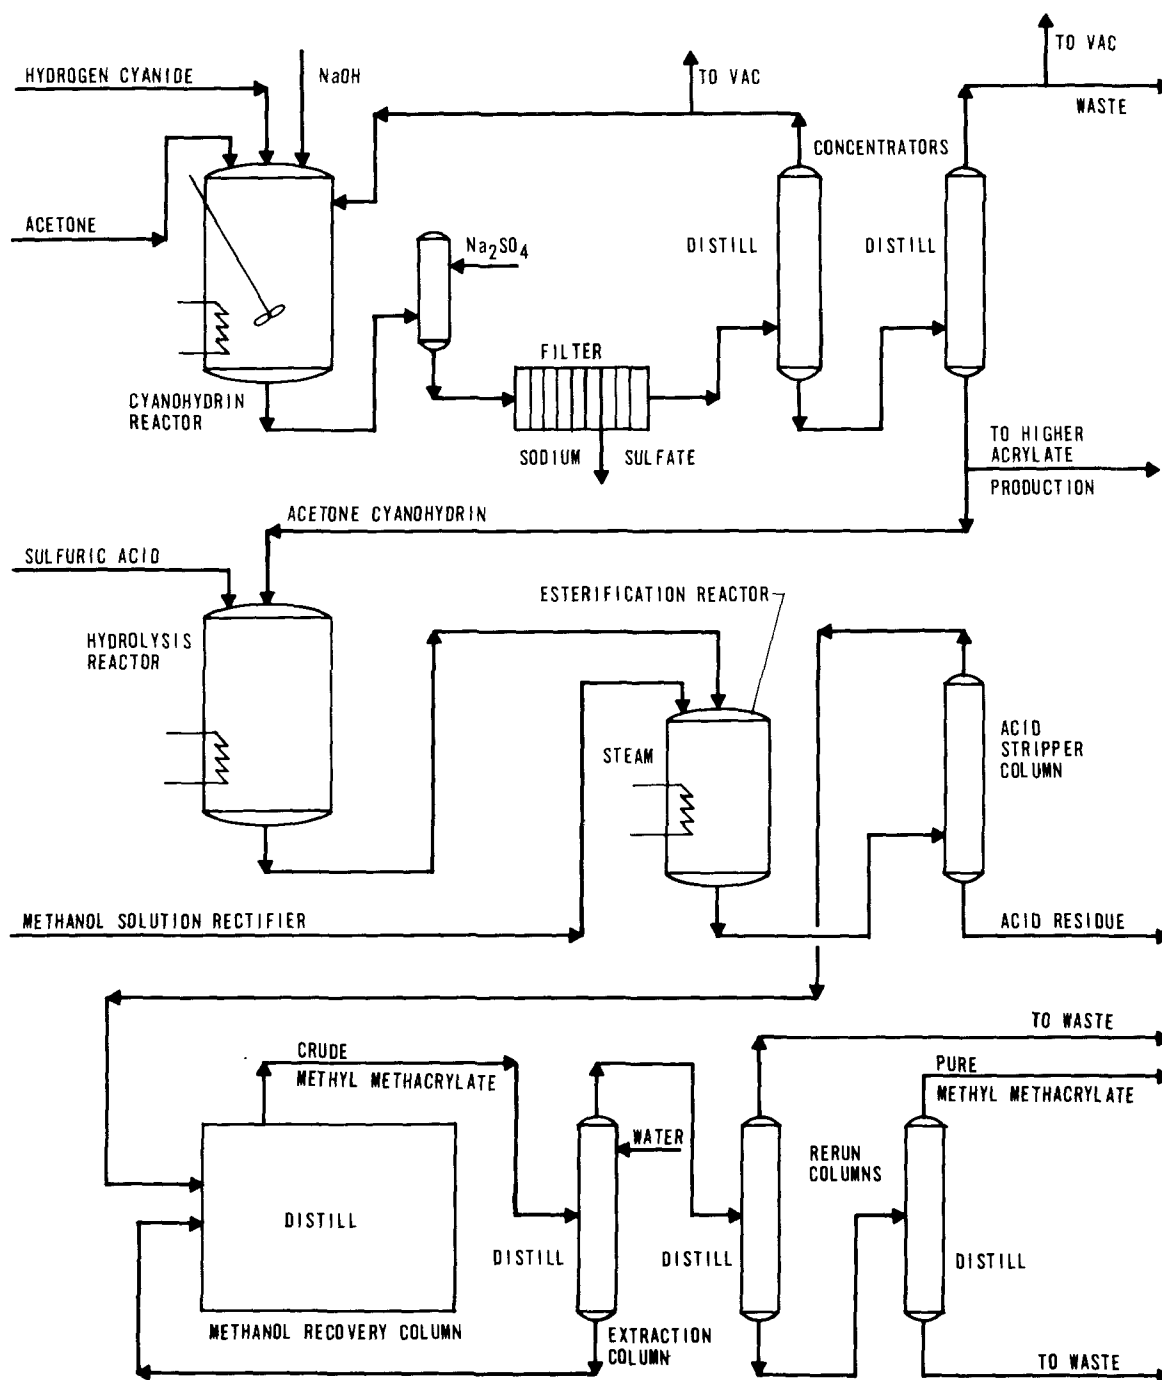 TO VAC
WASTE
HYDROGEN CYANIDE
NaOH
TO VAC
CONCENTRATORS
ACETONE
Na2SO4
DISTILL
DISTILL
FILTER
CYANOHYDRIN
REACTOR
SODIUM SULFATE
TO HIGHER
ACRYLATE
PRODUCTION
ACETONE CYANOHYDRIN
SULFURIC ACID
ESTERIFICATION REACTOR
HYDROLYSIS
REACTOR
STEAM
ACID
STRIPPER
COLUMN
METHANOL SOLUTION RECTIFIER
ACID RESIDUE
TO WASTE
CRUDE
METHYL METHACRYLATE
PURE
METHYL METHACRYLATE
WATER
RERUN
COLUMNS
DISTILL
DISTILL
DISTILL
DISTILL
METHANOL RECOVERY COLUMN
EXTRACTION
COLUMN
TO WASTE